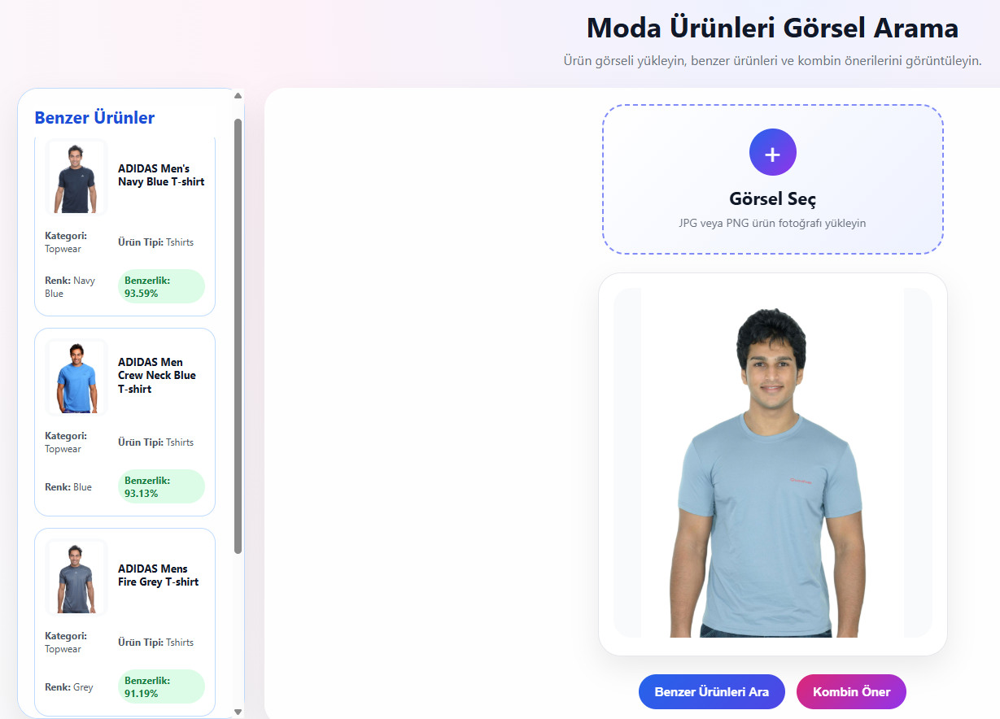 Moda Ürünleri Görsel Arama
Ürün görseli yükleyin, benzer ürünleri ve kombin önerilerini görüntüleyin.
Benzer Ürünler
ADIDAS Men's
Navy Blue T-shirt
Kategori:
Topwear
Ürün Tipi: Tshirts
Renk: Navy
Blue
Benzerlik:
93.59%
ADIDAS Men
Crew Neck Blue
T-shirt
Kategori:
Topwear
Ürün Tipi: Tshirts
Renk: Blue
Benzerlik:
93.13%
ADIDAS Mens
Fire Grey T-shirt
Kategori:
Topwear
Ürün Tipi: Tshirts
Renk: Grey
Benzerlik:
91.19%
+
Görsel Seç
JPG veya PNG ürün fotoğrafı yükleyin
Benzer Ürünleri Ara
Kombin Öner